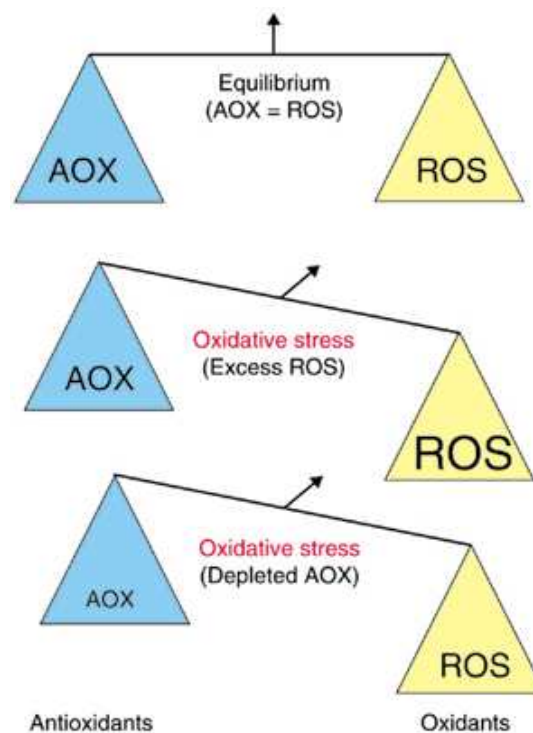 Equilibrium
(AOX = ROS)
AOX
ROS
Oxidative stress
(Excess ROS)
AOX
ROS
Oxidative stress
(Depleted AOX)
AOX
ROS
Antioxidants
Oxidants